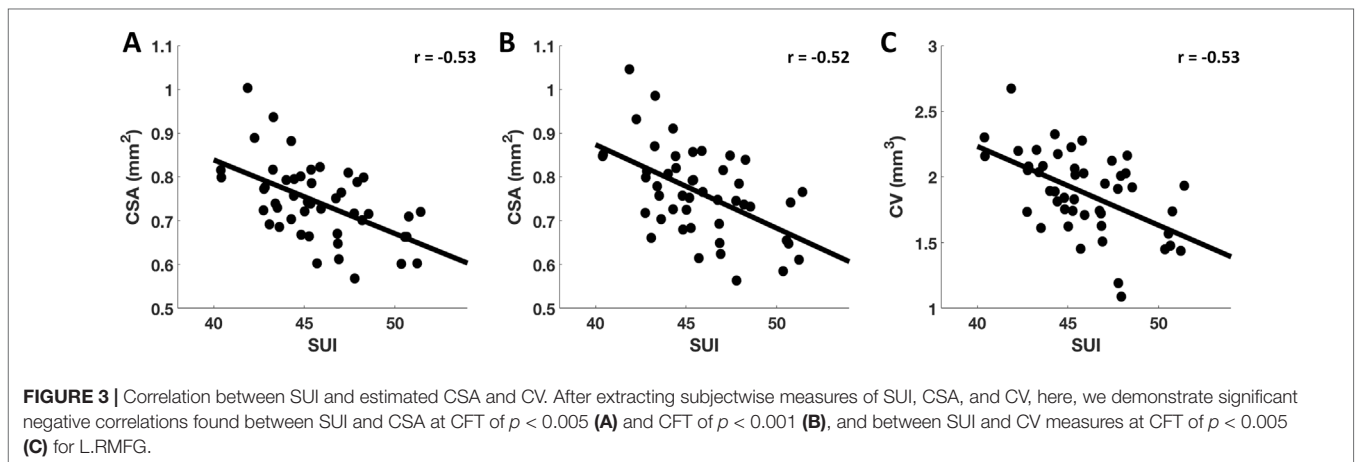 A
r = -0.53
1.1
1
0.9
0.8
0.7
0.6
0.5
CSA (mm²)
40
45
50
SUI
B
r = -0.52
1.1
1
0.9
0.8
0.7
0.6
0.5
CSA (mm²)
40
45
50
SUI
C
r = -0.53
3
2.5
2
1.5
1
CV (mm³)
40
45
50
SUI
FIGURE 3 | Correlation between SUI and estimated CSA and CV. After extracting subjectwise measures of SUI, CSA, and CV, here, we demonstrate significant
negative correlations found between SUI and CSA at CFT of p < 0.005 (A) and CFT of p < 0.001 (B), and between SUI and CV measures at CFT of p < 0.005
(C) for L.RMFG.